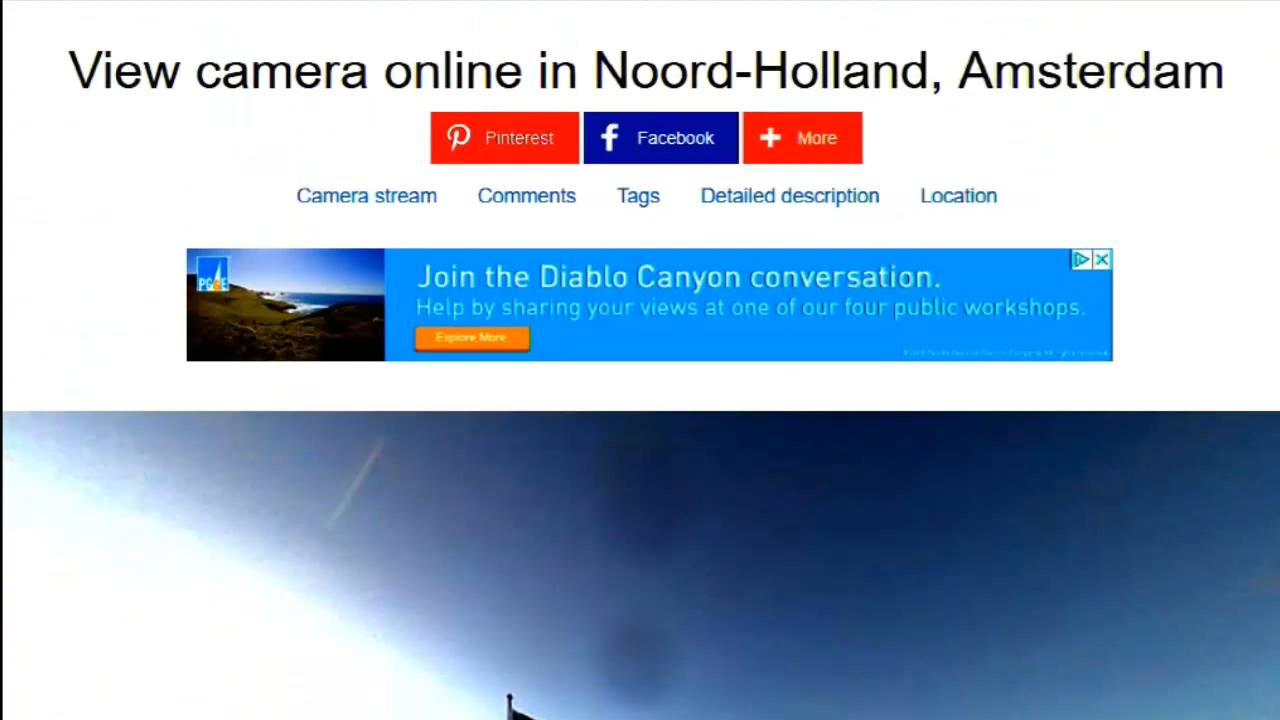 View camera online in Noord-Holland, Amsterdam
Pinterest
Facebook
More
Camera stream Comments Tags Detailed description Location
PG&E
Join the Diablo Canyon conversation.
Help by sharing your views at one of our four public workshops.
Explore More